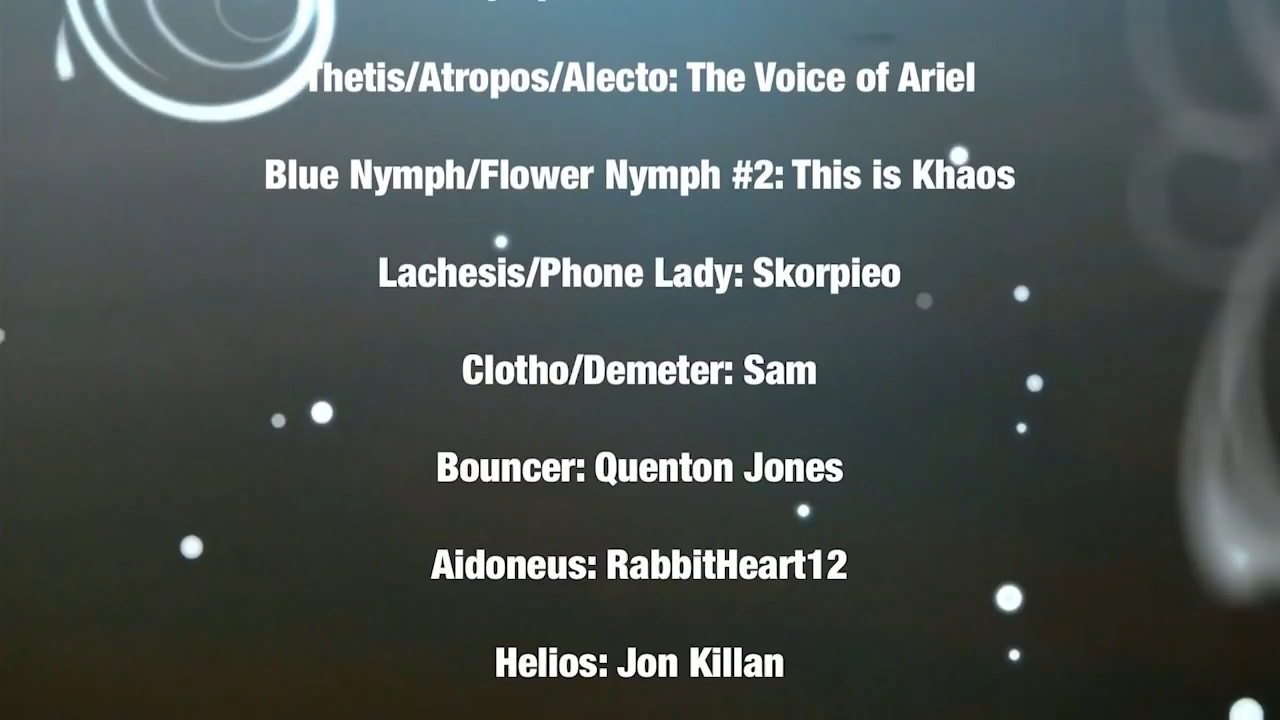 Thetis/Atropos/Alecto: The Voice of Ariel
Blue Nymph/Flower Nymph #2: This is Khaos
Lachesis/Phone Lady: Skorpieo
Clotho/Demeter: Sam
Bouncer: Quenton Jones
Aidoneus: RabbitHeart12
Helios: Jon Killan